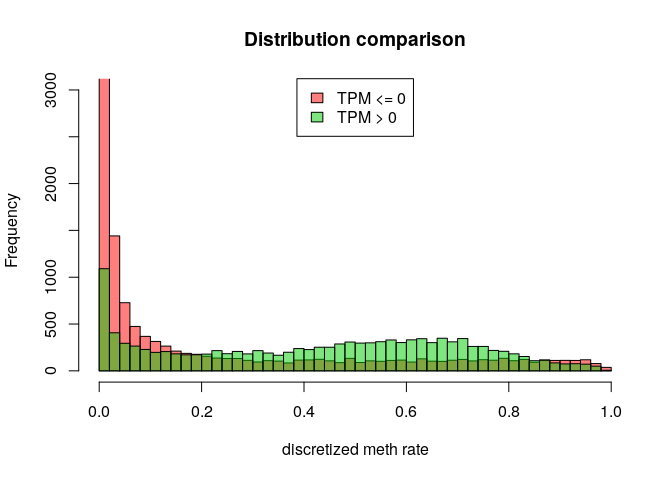 Distribution comparison
TPM <= 0
TPM > 0
Frequency
3000
2000
1000
500
0
0.0 0.2 0.4 0.6 0.8 1.0
discretized meth rate